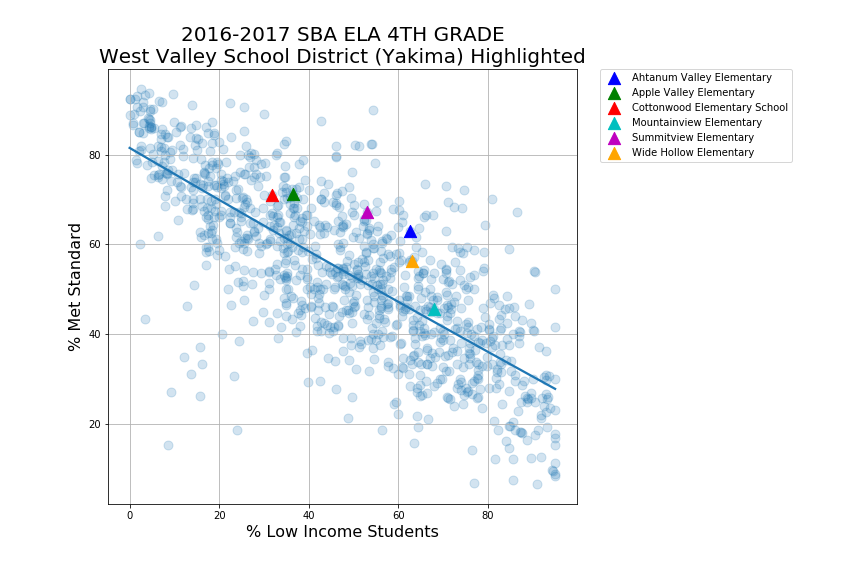 2016-2017 SBA ELA 4TH GRADE
West Valley School District (Yakima) Highlighted
Ahtanum Valley Elementary
Apple Valley Elementary
Cottonwood Elementary School
Mountainview Elementary
Summitview Elementary
Wide Hollow Elementary
% Met Standard
80
60
40
20
0 20 40 60 80
% Low Income Students